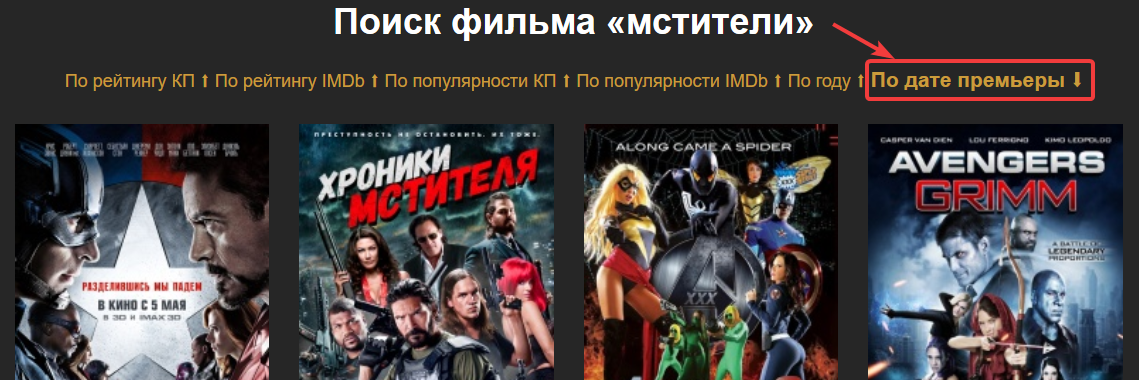 Поиск фильма «мстители»
По рейтингу КП ⬆ По рейтингу IMDb ⬆ По популярности КП ⬆ По популярности IMDb ⬆ По году ⬆ По дате премьеры ⬇
РАЗДЕЛИВШИСЬ МЫ ПАДЕМ
В КИНО С 5 МАЯ
В 3D И IMAX 3D
ПРЕСТУПНОСТЬ НЕ ОСТАНОВИТЬ. ИХ ТОЖЕ.
ХРОНИКИ
МСТИТЕЛЯ
ALONG CAME A SPIDER
XXX
A
XXX
CASPER VAN DIEN LOU FERRIGNO KIMO LEOPOLDO
AVENGERS
GRIMM
A BATTLE OF
LEGENDARY
PROPORTIONS